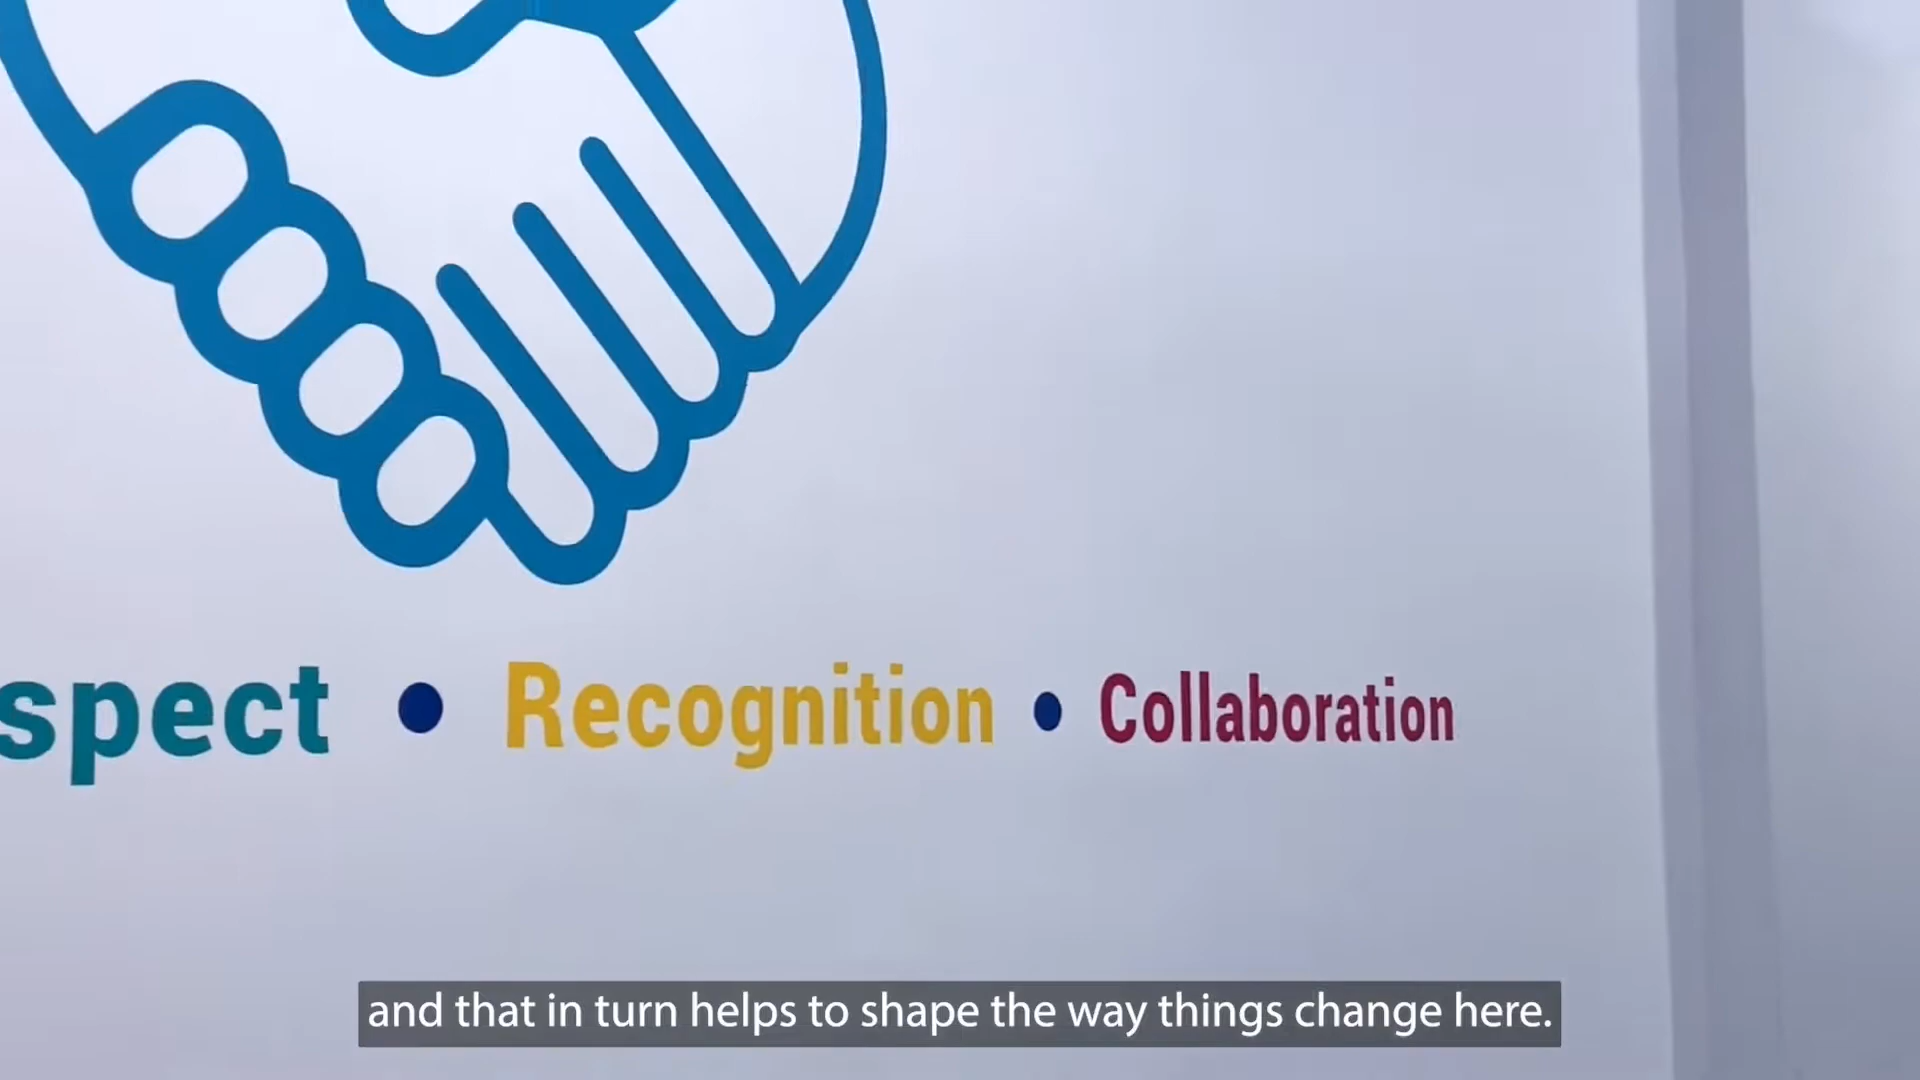 spect • Recognition • Collaboration
and that in turn helps to shape the way things change here.